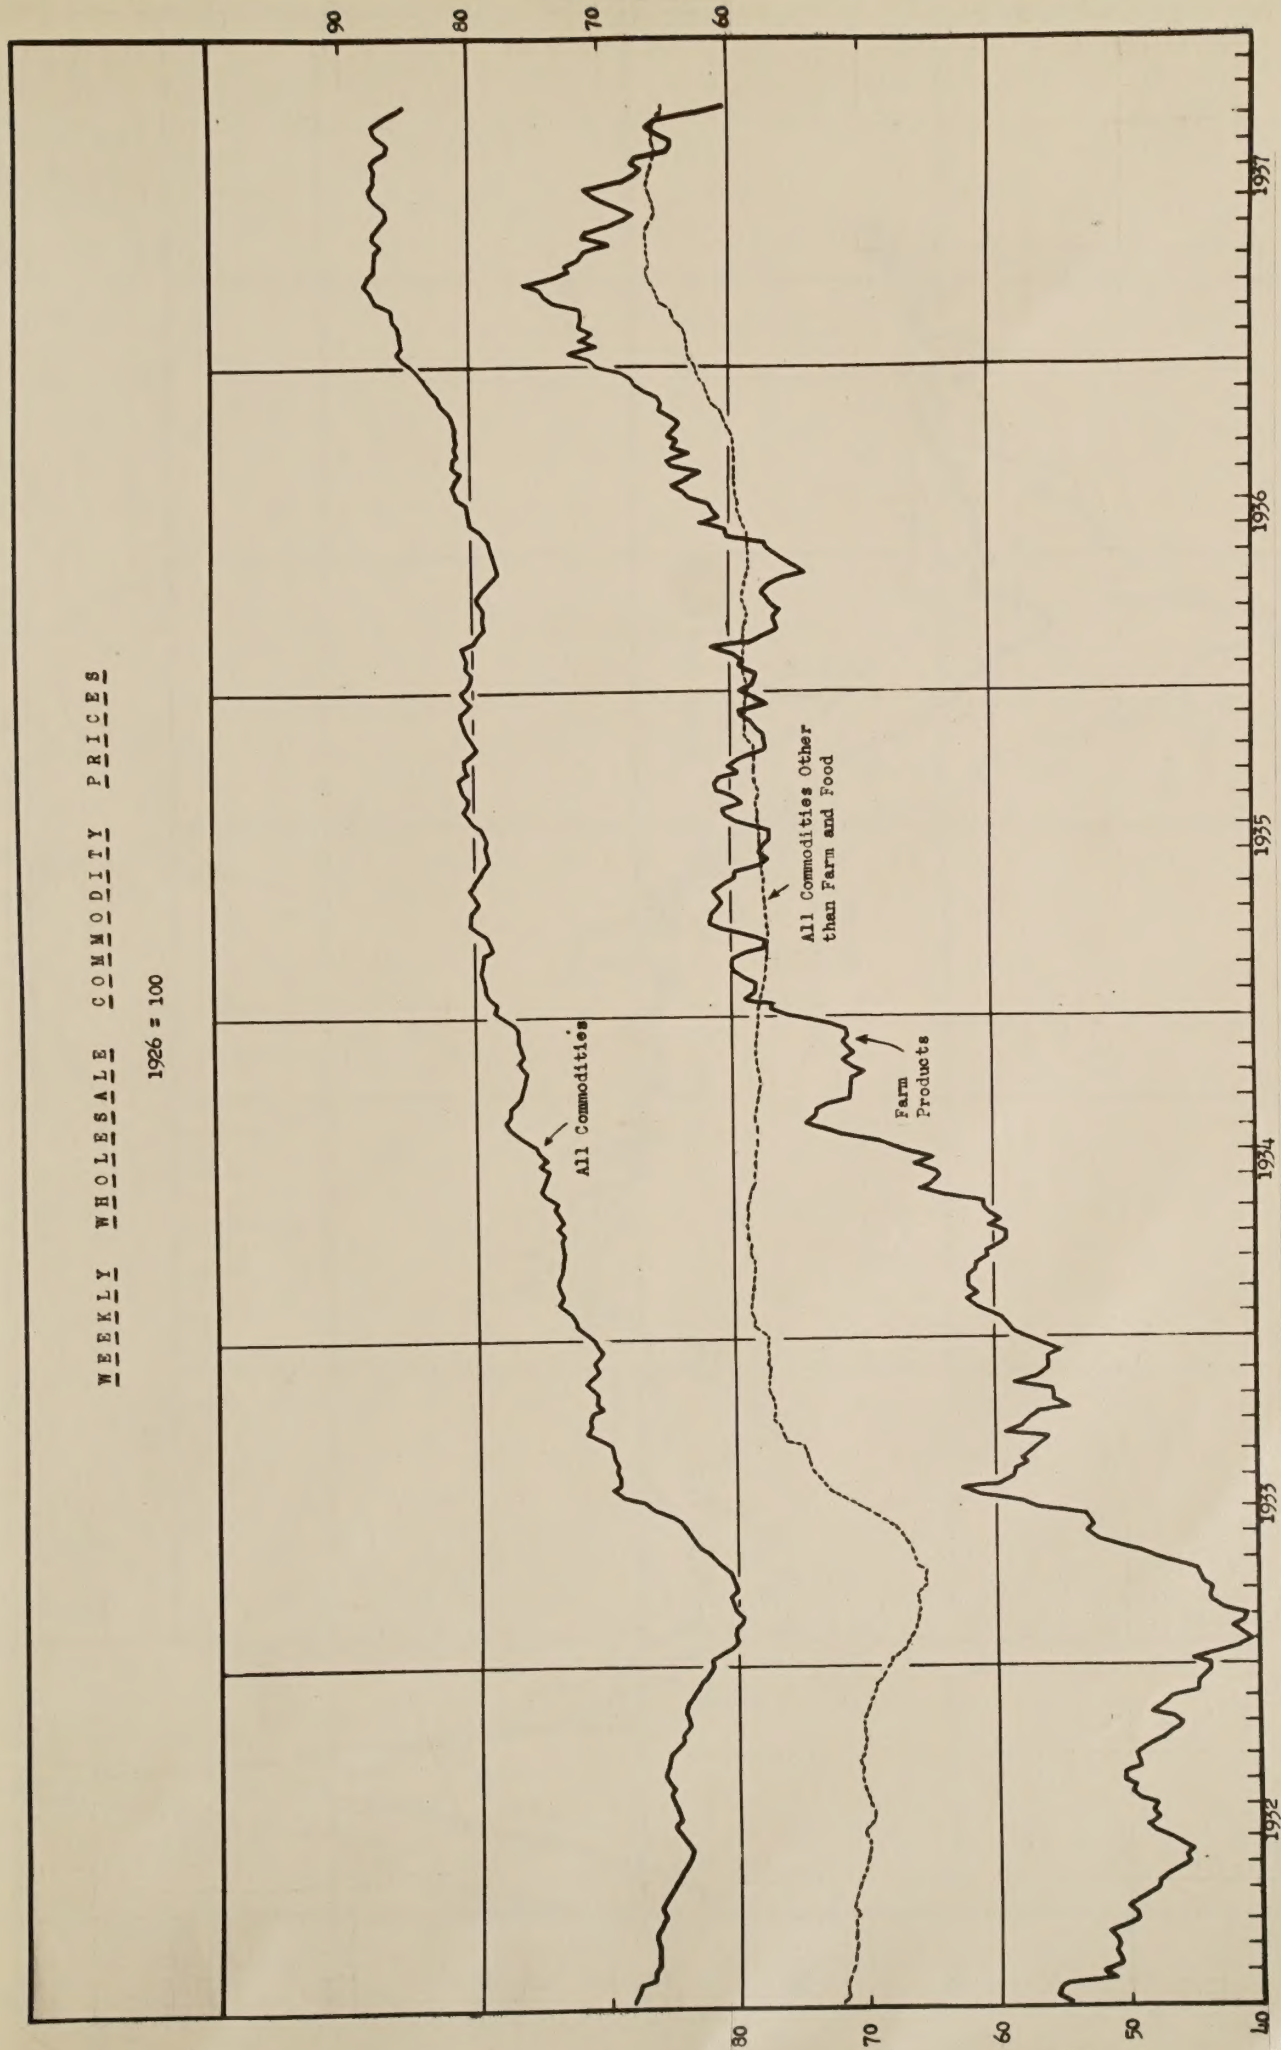 WEEKLY WHOLESALE COMMODITY PRICES
1926 = 100
90
80
70
60
All Commodities
All Commodities Other
than Farm and Food
Farm
Products
80
70
60
50
40
1932
1933
1934
1935
1936
1937